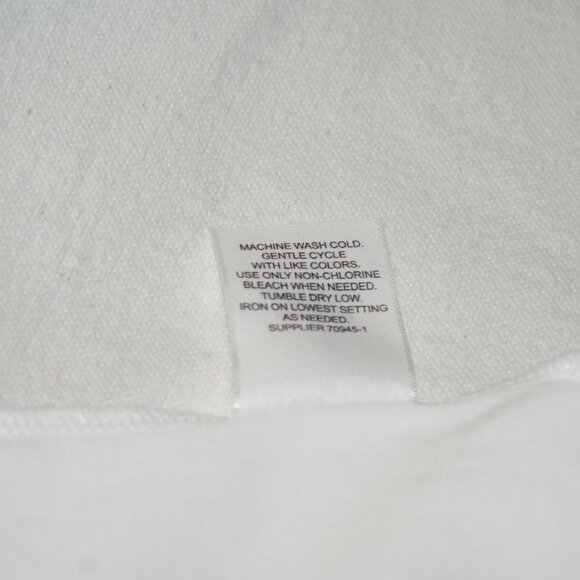 MACHINE WASH COLD.
GENTLE CYCLE
WITH LIKE COLORS.
USE ONLY NON-CHLORINE
BLEACH WHEN NEEDED.
TUMBLE DRY LOW.
IRON ON LOWEST SETTING
AS NEEDED.
SUPPLIER 70945-1